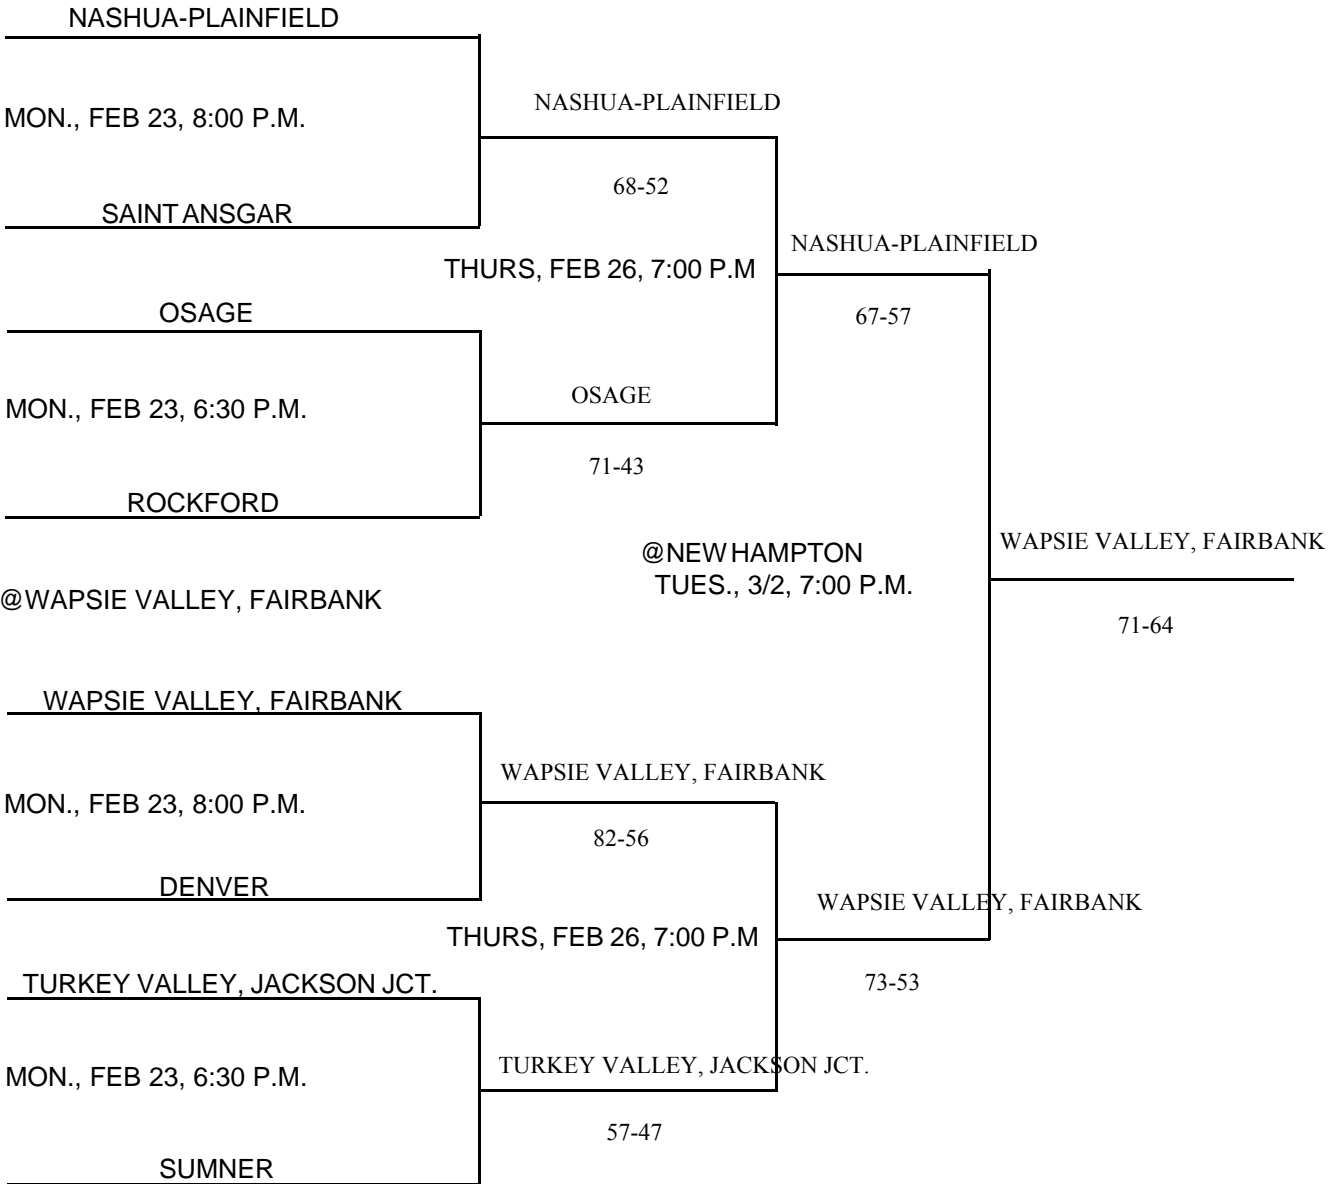 NASHUA-PLAINFIELD
MON., FEB 23, 8:00 P.M.
NASHUA-PLAINFIELD
68-52
SAINT ANSGAR
NASHUA-PLAINFIELD
THURS, FEB 26, 7:00 P.M
OSAGE
67-57
MON., FEB 23, 6:30 P.M.
OSAGE
71-43
ROCKFORD
@NEW HAMPTON
TUES., 3/2, 7:00 P.M.
WAPSIE VALLEY, FAIRBANK
71-64
@WAPSIE VALLEY, FAIRBANK
WAPSIE VALLEY, FAIRBANK
MON., FEB 23, 8:00 P.M.
WAPSIE VALLEY, FAIRBANK
82-56
DENVER
WAPSIE VALLEY, FAIRBANK
THURS, FEB 26, 7:00 P.M
73-53
TURKEY VALLEY, JACKSON JCT.
MON., FEB 23, 6:30 P.M.
TURKEY VALLEY, JACKSON JCT.
57-47
SUMNER